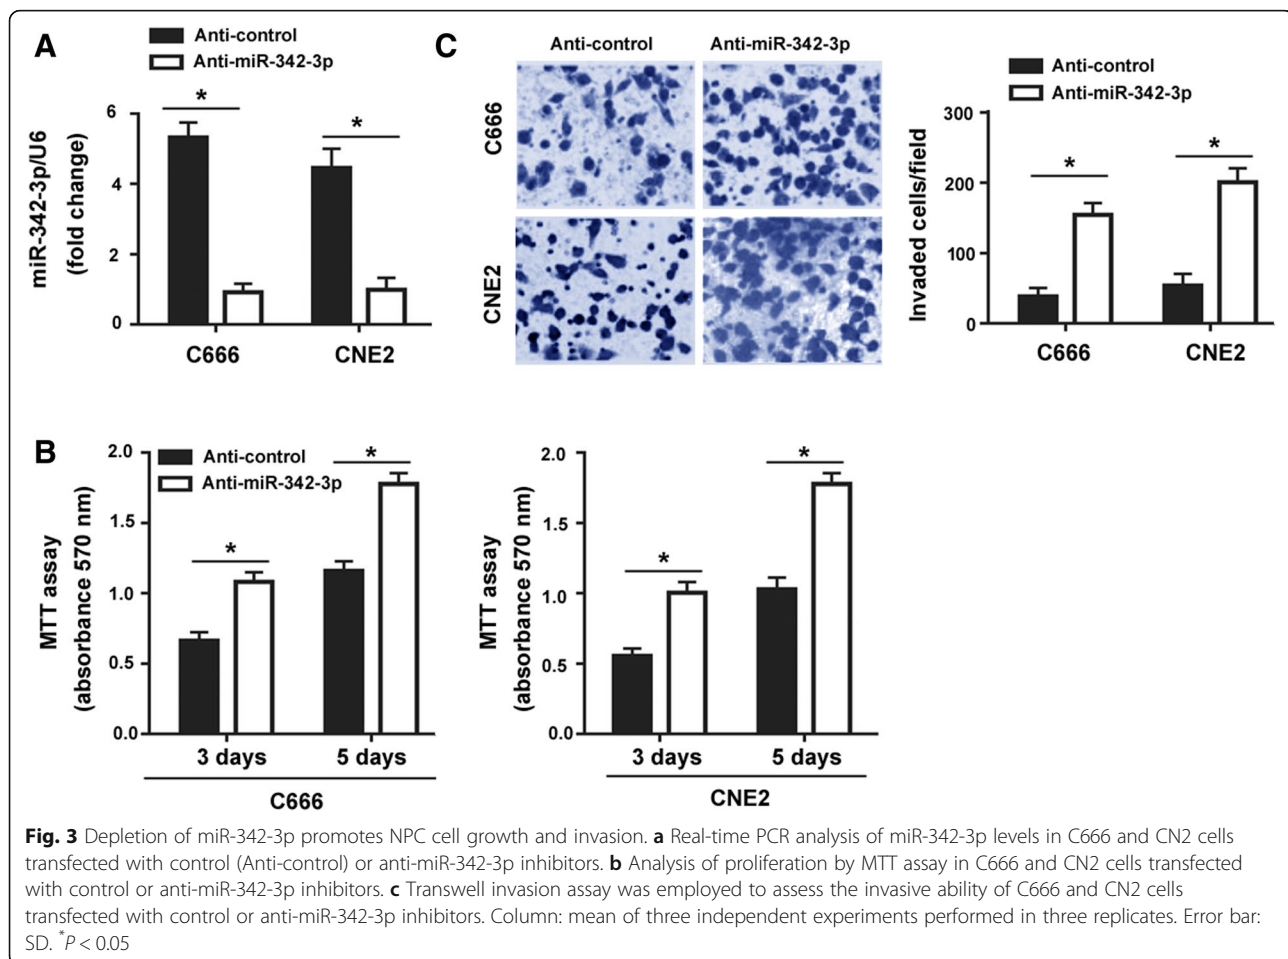 A
Anti-control
Anti-miR-342-3p
miR-342-3p/U6
(fold change)
6
4
2
0
*
*
C666
CNE2
C
Anti-control
Anti-miR-342-3p
C666
CNE2
Anti-control
Anti-miR-342-3p
Invaded cells/field
300
200
100
0
*
*
C666
CNE2
B
Anti-control
Anti-miR-342-3p
MTT assay
(absorbance 570 nm)
2.0
1.5
1.0
0.5
0.0
*
*
3 days
5 days
C666
MTT assay
(absorbance 570 nm)
2.0
1.5
1.0
0.5
0.0
*
*
3 days
5 days
CNE2
Fig. 3 Depletion of miR-342-3p promotes NPC cell growth and invasion. a Real-time PCR analysis of miR-342-3p levels in C666 and CN2 cells
transfected with control (Anti-control) or anti-miR-342-3p inhibitors. b Analysis of proliferation by MTT assay in C666 and CN2 cells transfected
with control or anti-miR-342-3p inhibitors. c Transwell invasion assay was employed to assess the invasive ability of C666 and CN2 cells
transfected with control or anti-miR-342-3p inhibitors. Column: mean of three independent experiments performed in three replicates. Error bar:
SD. *P < 0.05